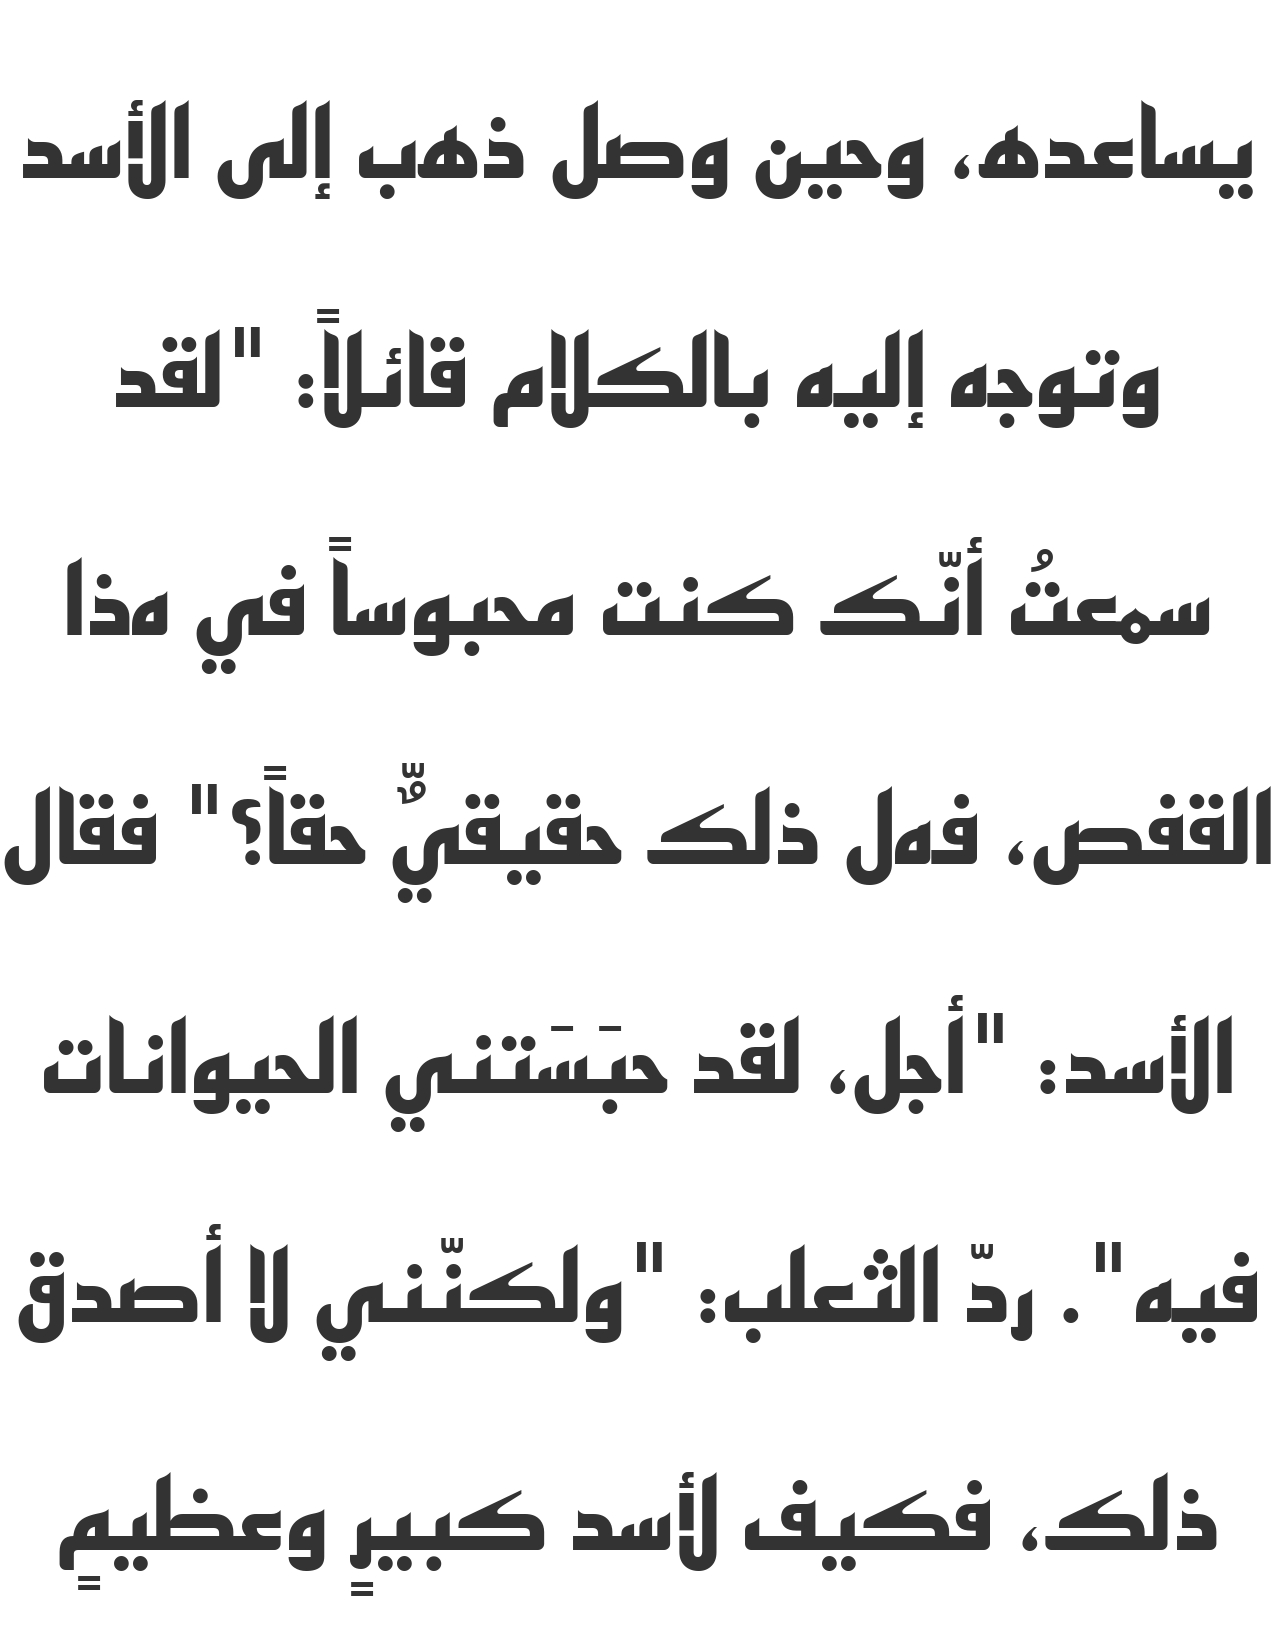 يساعده، وحين وصل ذهب إلى الأسد
وتوجه إليه بالكلام قائلاً: "لقد
سمعتُ أنّك كنت محبوساً في هذا
القفص، فهل ذلك حقيقيٌّ حقاً؟" فقال
الأسد: "أجل، لقد حبَسَتني الحيوانات
فيه". ردّ الثعلب: "ولكنّني لا أصدق
ذلك، فكيف لأسد كبيرٍ وعظيمٍ